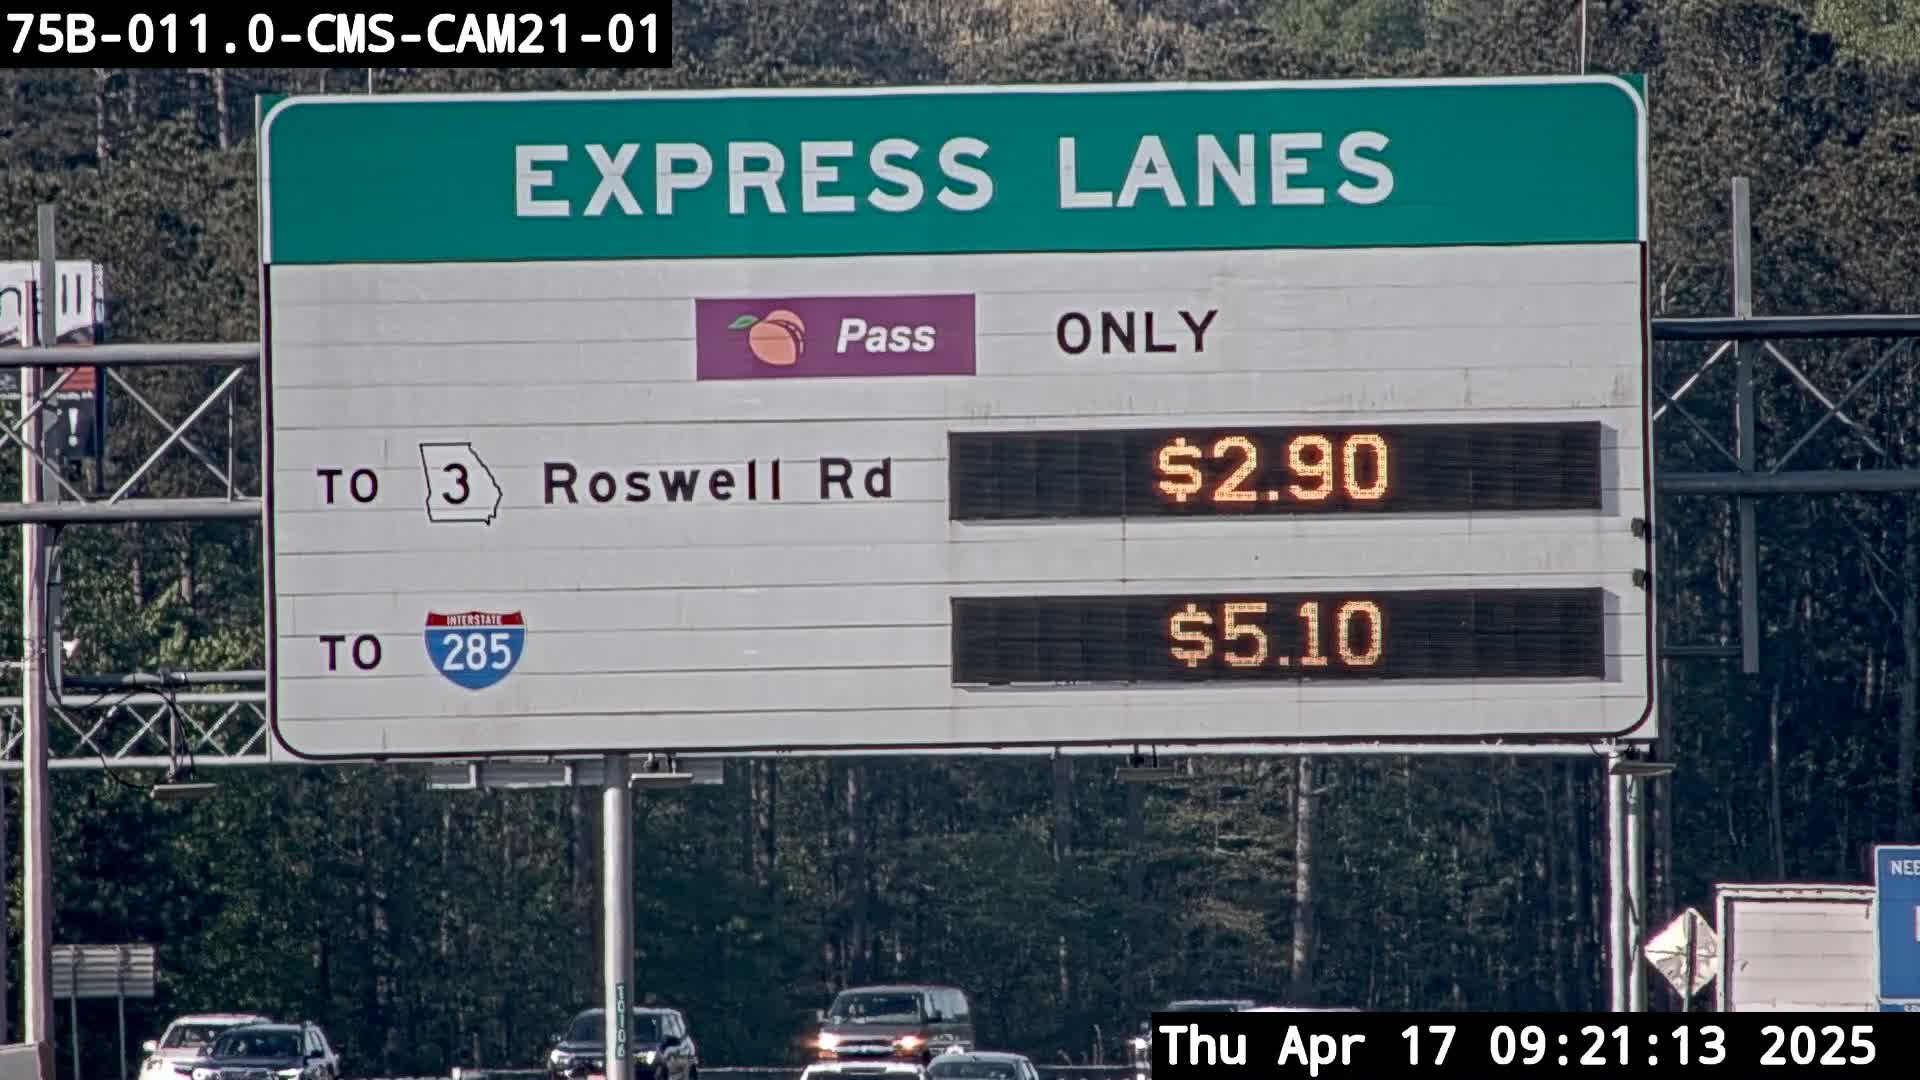 75B-011.0-CMS-CAM21-01
EXPRESS LANES
Pass ONLY
TO 3 Roswell Rd $2.90
TO INTERSTATE 285 $5.10
!
NEE
Thu Apr 17 09:21:13 2025